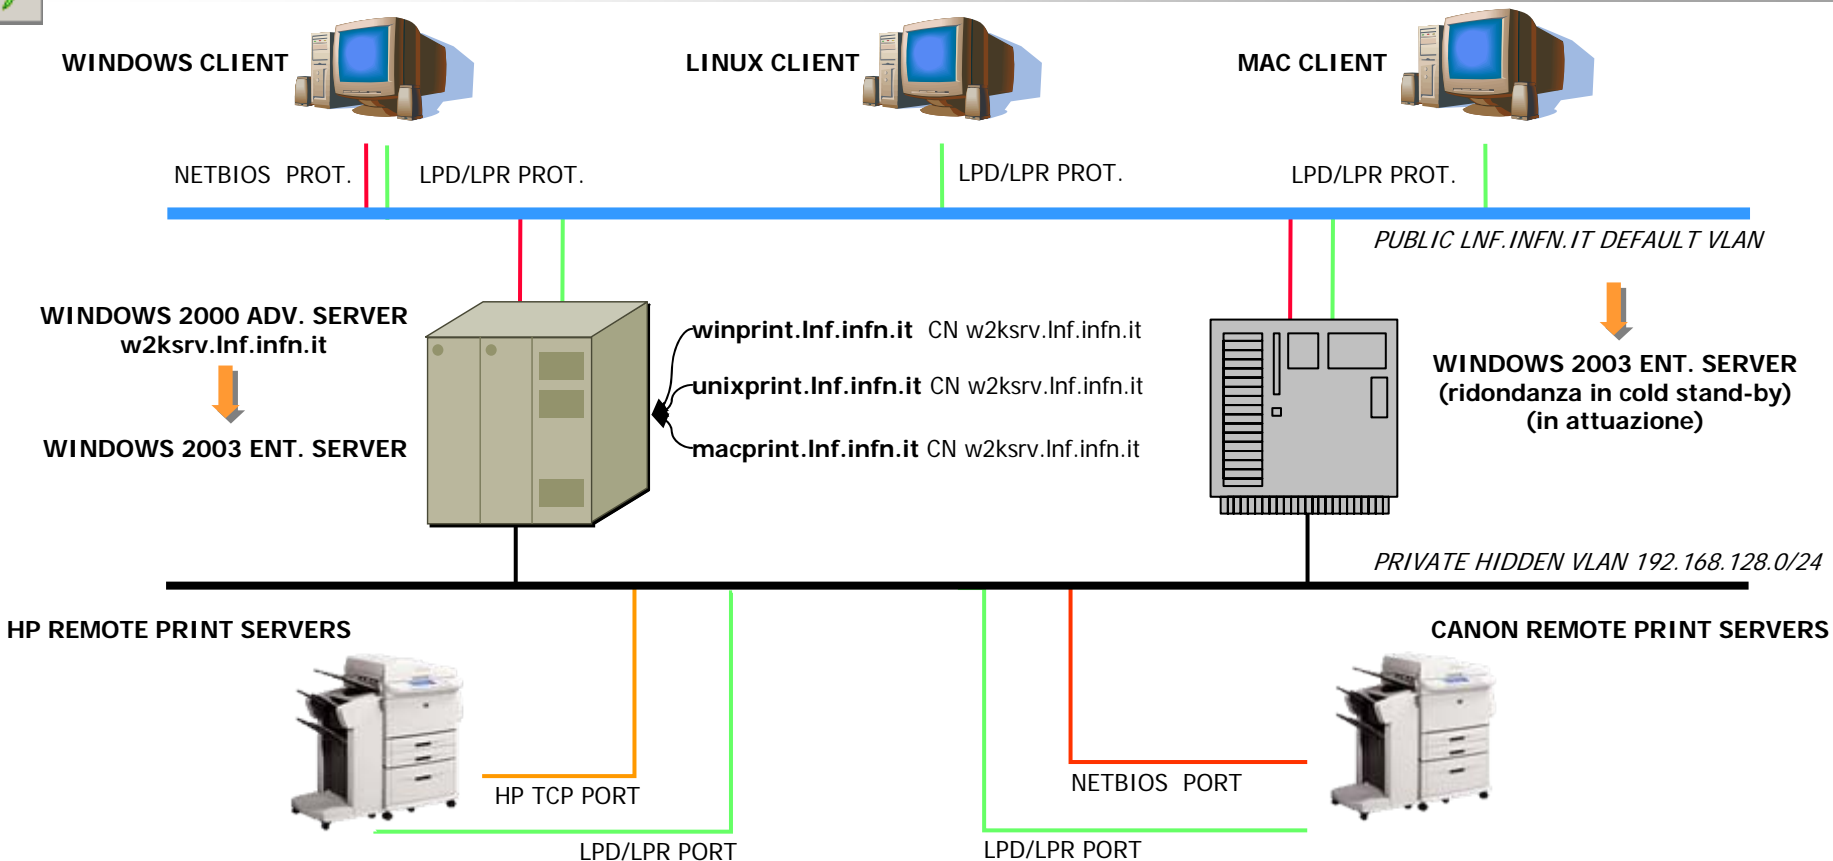 WINDOWS CLIENT
LINUX CLIENT
MAC CLIENT
NETBIOS PROT.
LPD/LPR PROT.
LPD/LPR PROT.
LPD/LPR PROT.
PUBLIC LNF.INFN.IT DEFAULT VLAN
WINDOWS 2000 ADV. SERVER
w2ksrv.lnf.infn.it
WINDOWS 2003 ENT. SERVER
winprint.lnf.infn.it CN w2ksrv.lnf.infn.it
unixprint.lnf.infn.it CN w2ksrv.lnf.infn.it
macprint.lnf.infn.it CN w2ksrv.lnf.infn.it
WINDOWS 2003 ENT. SERVER
(ridondanza in cold stand-by)
(in attuazione)
PRIVATE HIDDEN VLAN 192.168.128.0/24
HP REMOTE PRINT SERVERS
CANON REMOTE PRINT SERVERS
HP TCP PORT
NETBIOS PORT
LPD/LPR PORT
LPD/LPR PORT